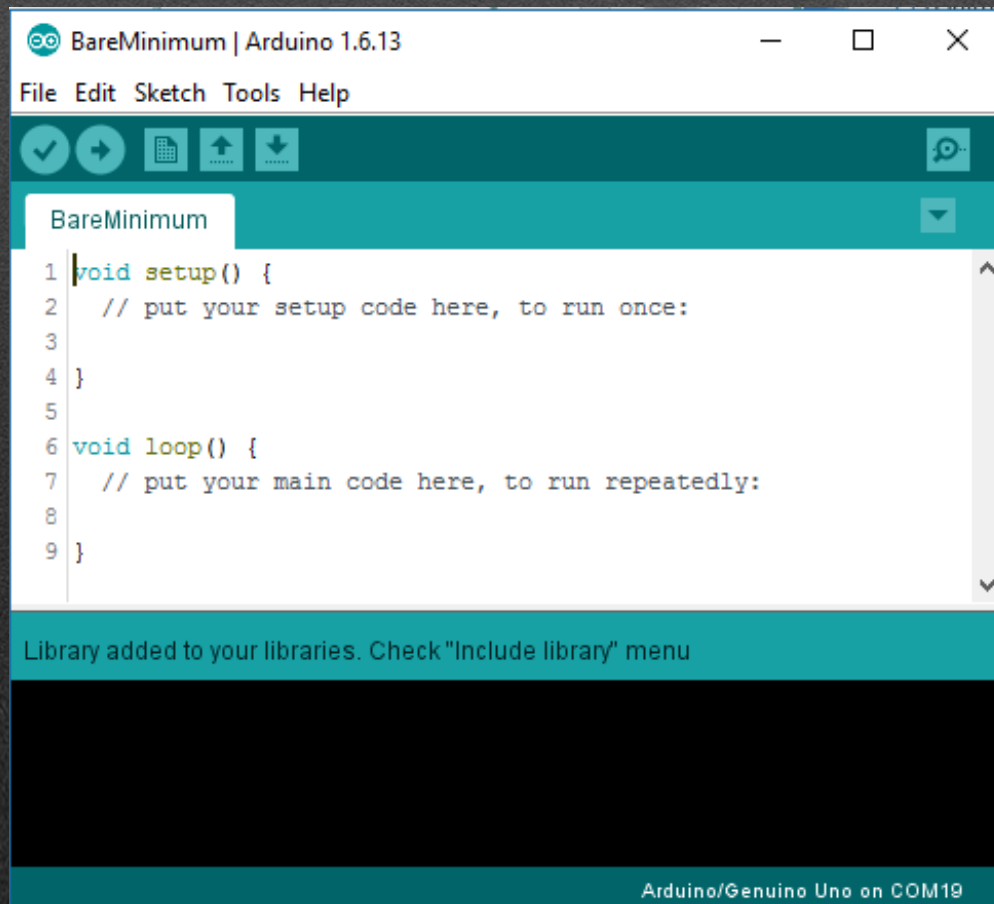 BareMinimum | Arduino 1.6.13
File Edit Sketch Tools Help
BareMinimum
1 void setup() {
2   // put your setup code here, to run once:
3
4 }
5
6 void loop() {
7   // put your main code here, to run repeatedly:
8
9 }
Library added to your libraries. Check "Include library" menu
Arduino/Genuino Uno on COM19